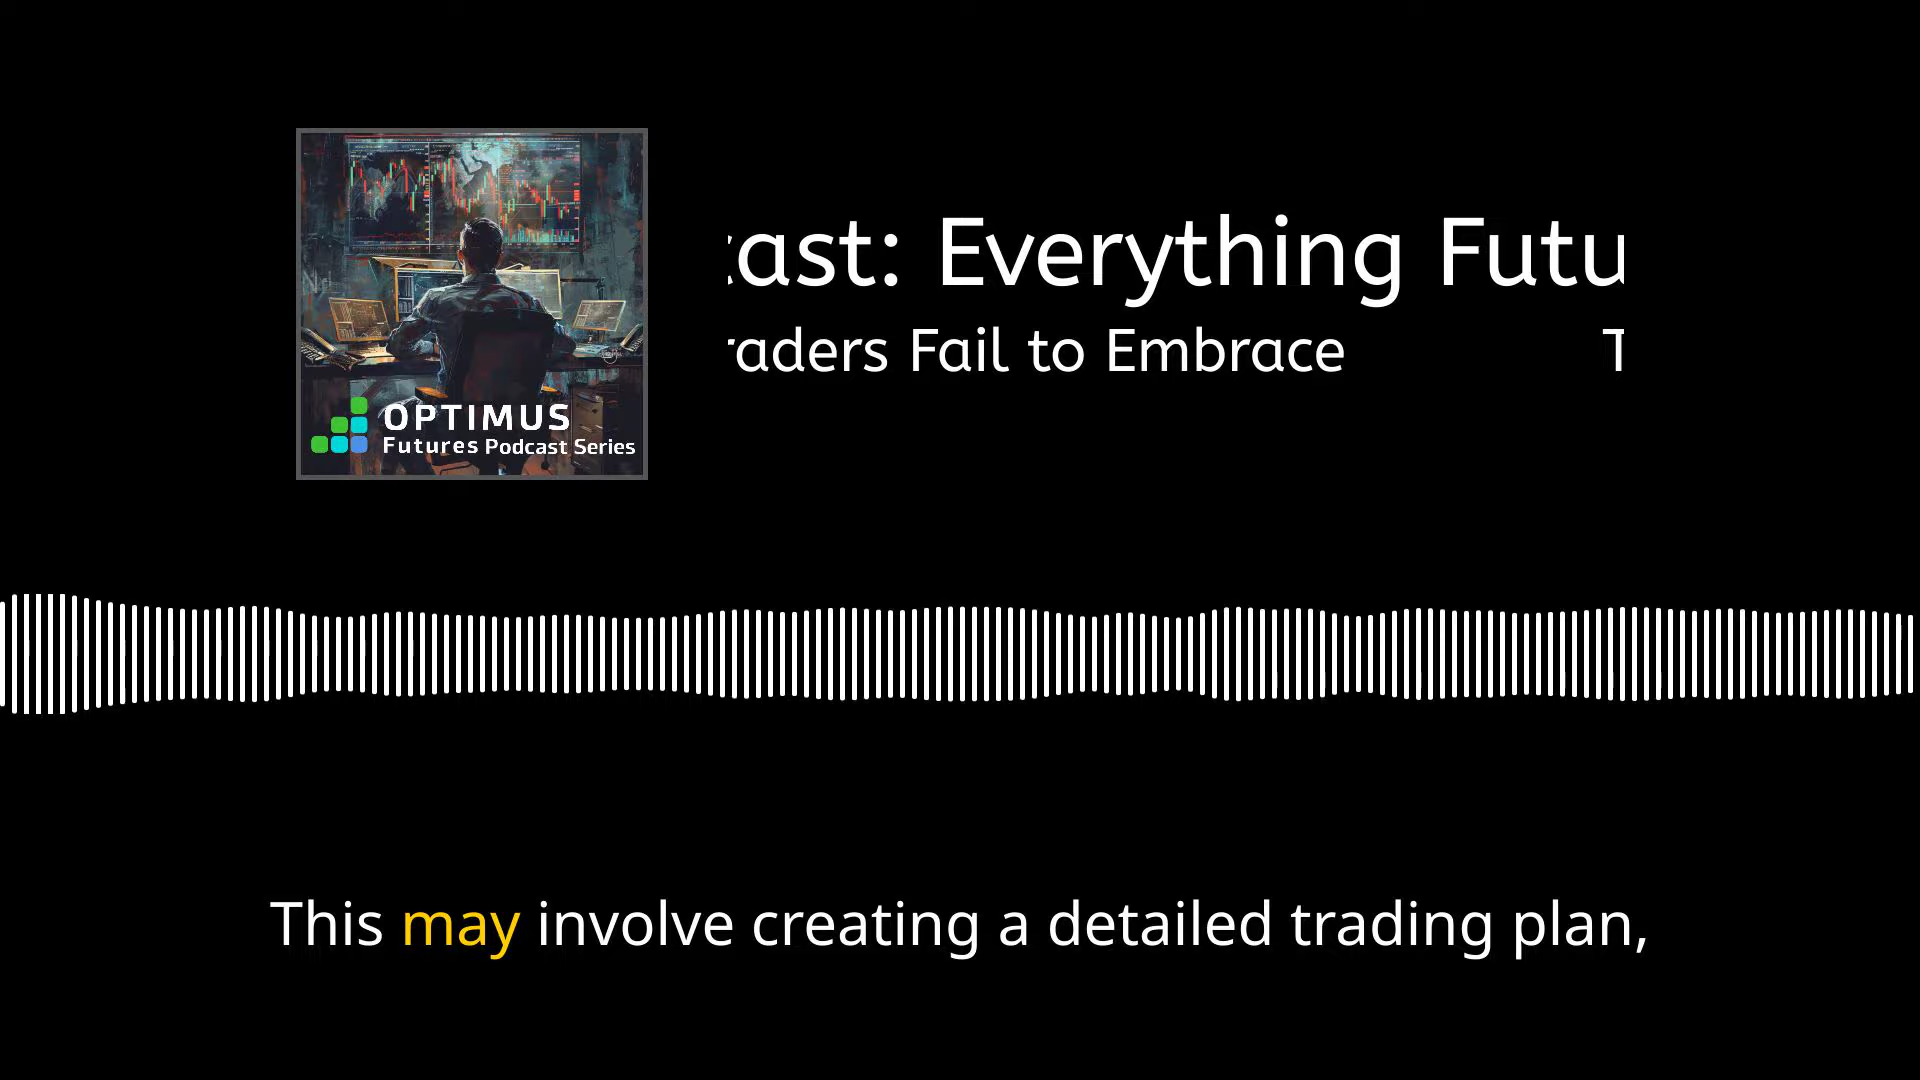 cast: Everything Futu
raders Fail to Embrace T
OPTIMUS
Futures Podcast Series
This may involve creating a detailed trading plan,